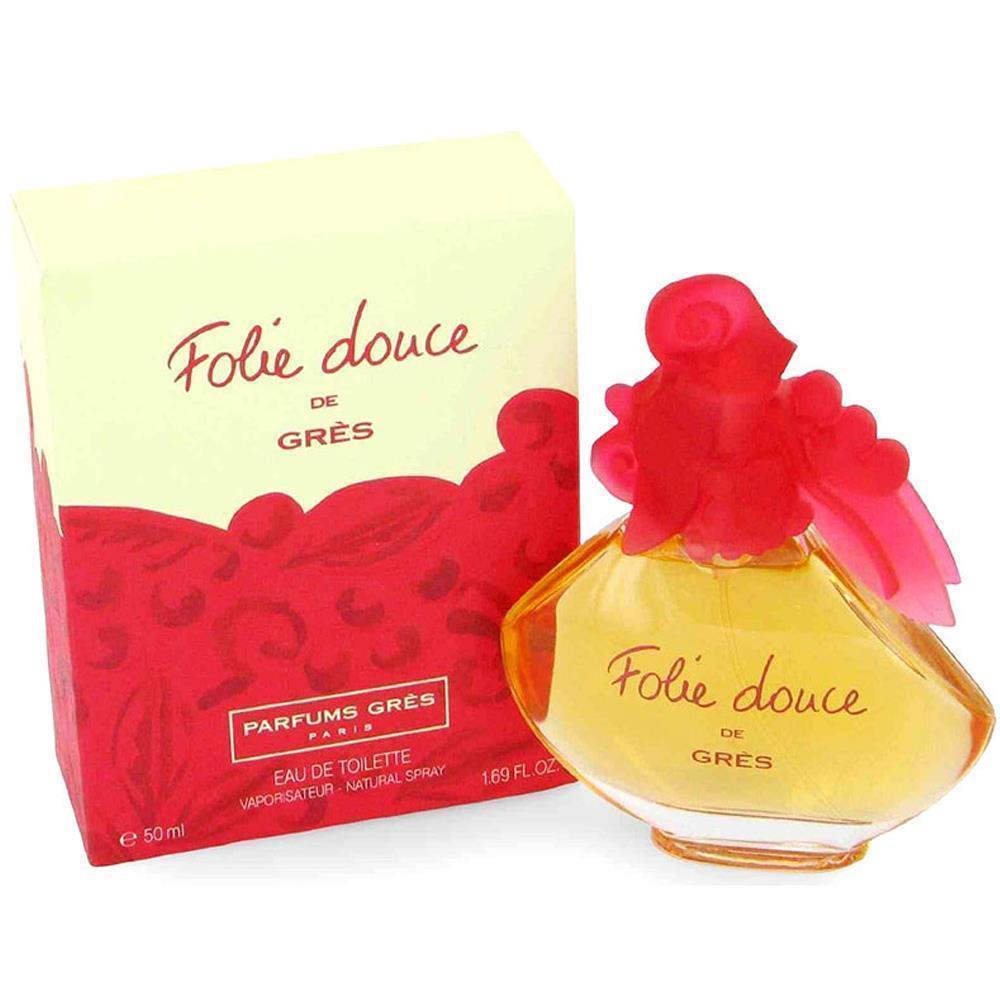 Folie douce
DE
GRÈS
PARFUMS GRÈS
PARIS
EAU DE TOILETTE
VAPORISATEUR - NATURAL SPRAY
1.69 FL.OZ.
℮ 50 ml
Folie douce
DE
GRÈS